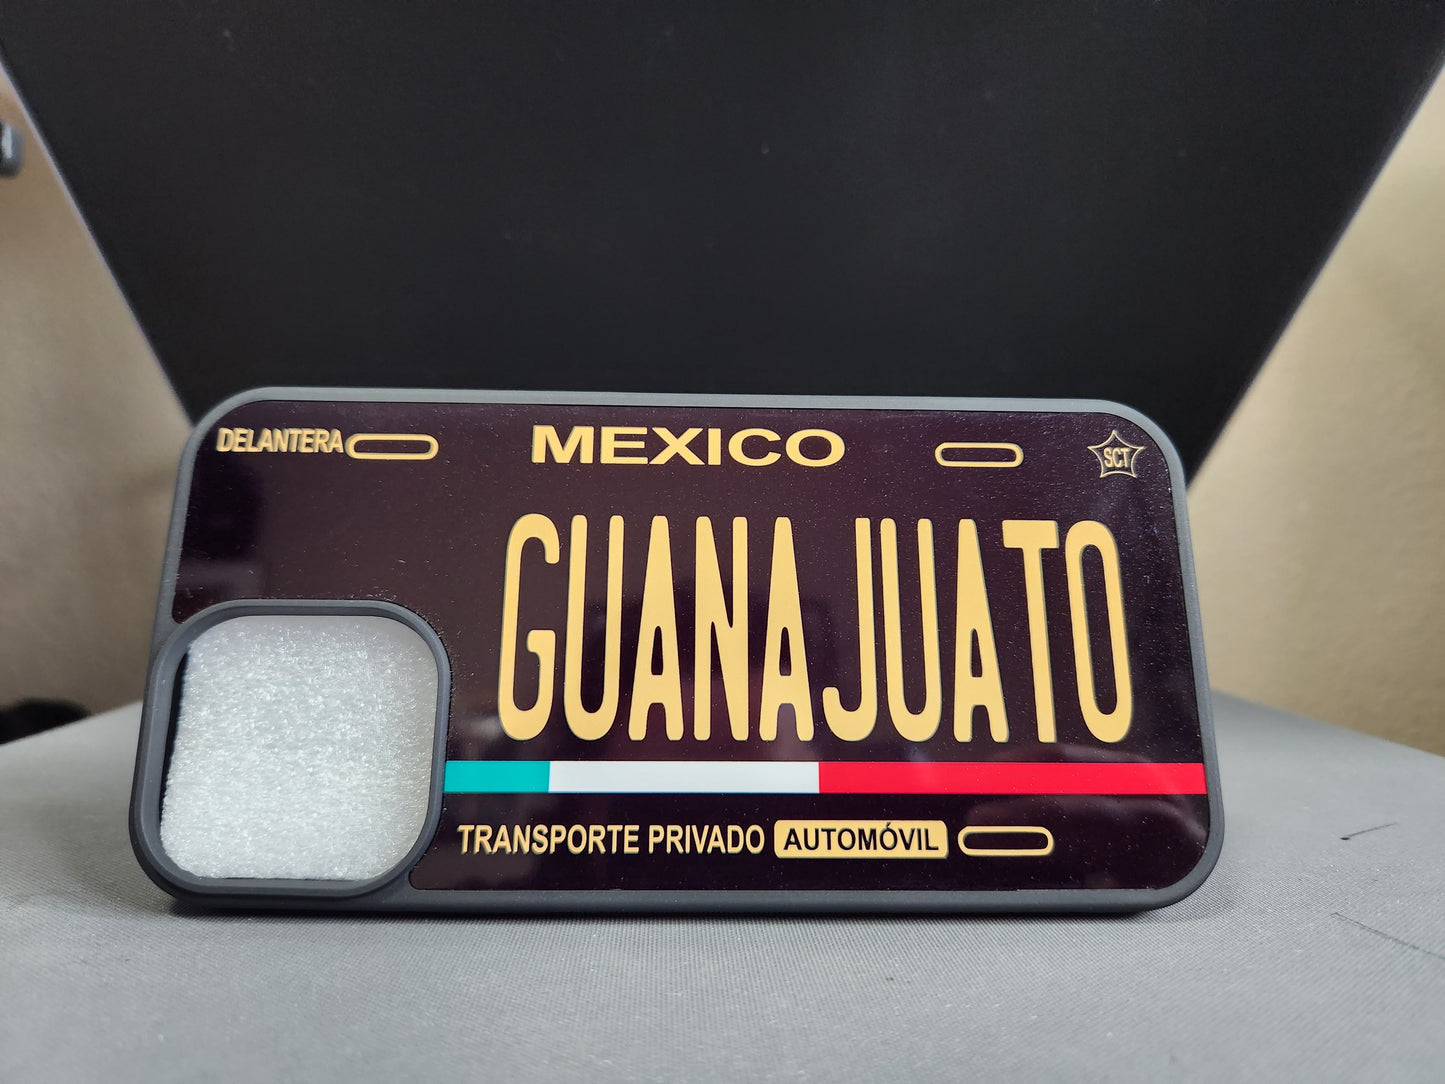 DELANTERA
MEXICO
SCT
GUANAJUATO
TRANSPORTE PRIVADO AUTOMÓVIL